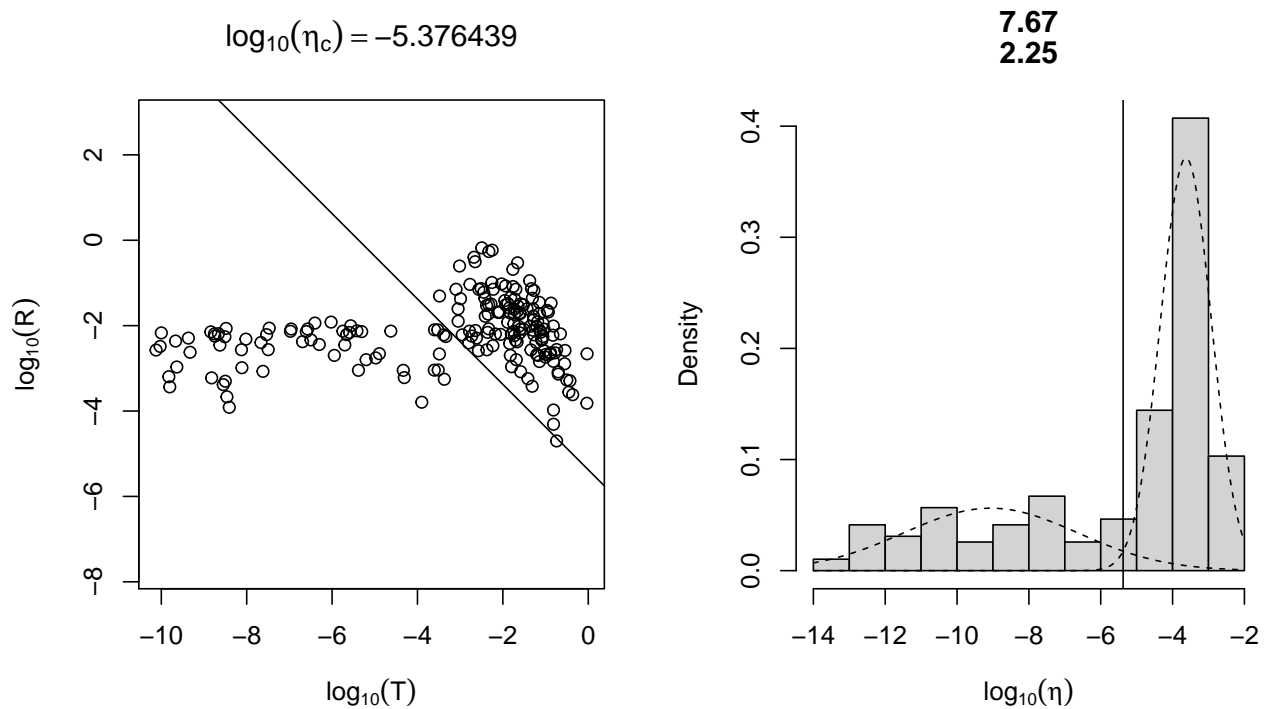 log₁₀(η_c) = −5.376439
log₁₀(R)
2
0
−2
−4
−6
−8
−10 −8 −6 −4 −2 0
log₁₀(T)
7.67
2.25
Density
0.4
0.3
0.2
0.1
0.0
−14 −12 −10 −8 −6 −4 −2
log₁₀(η)